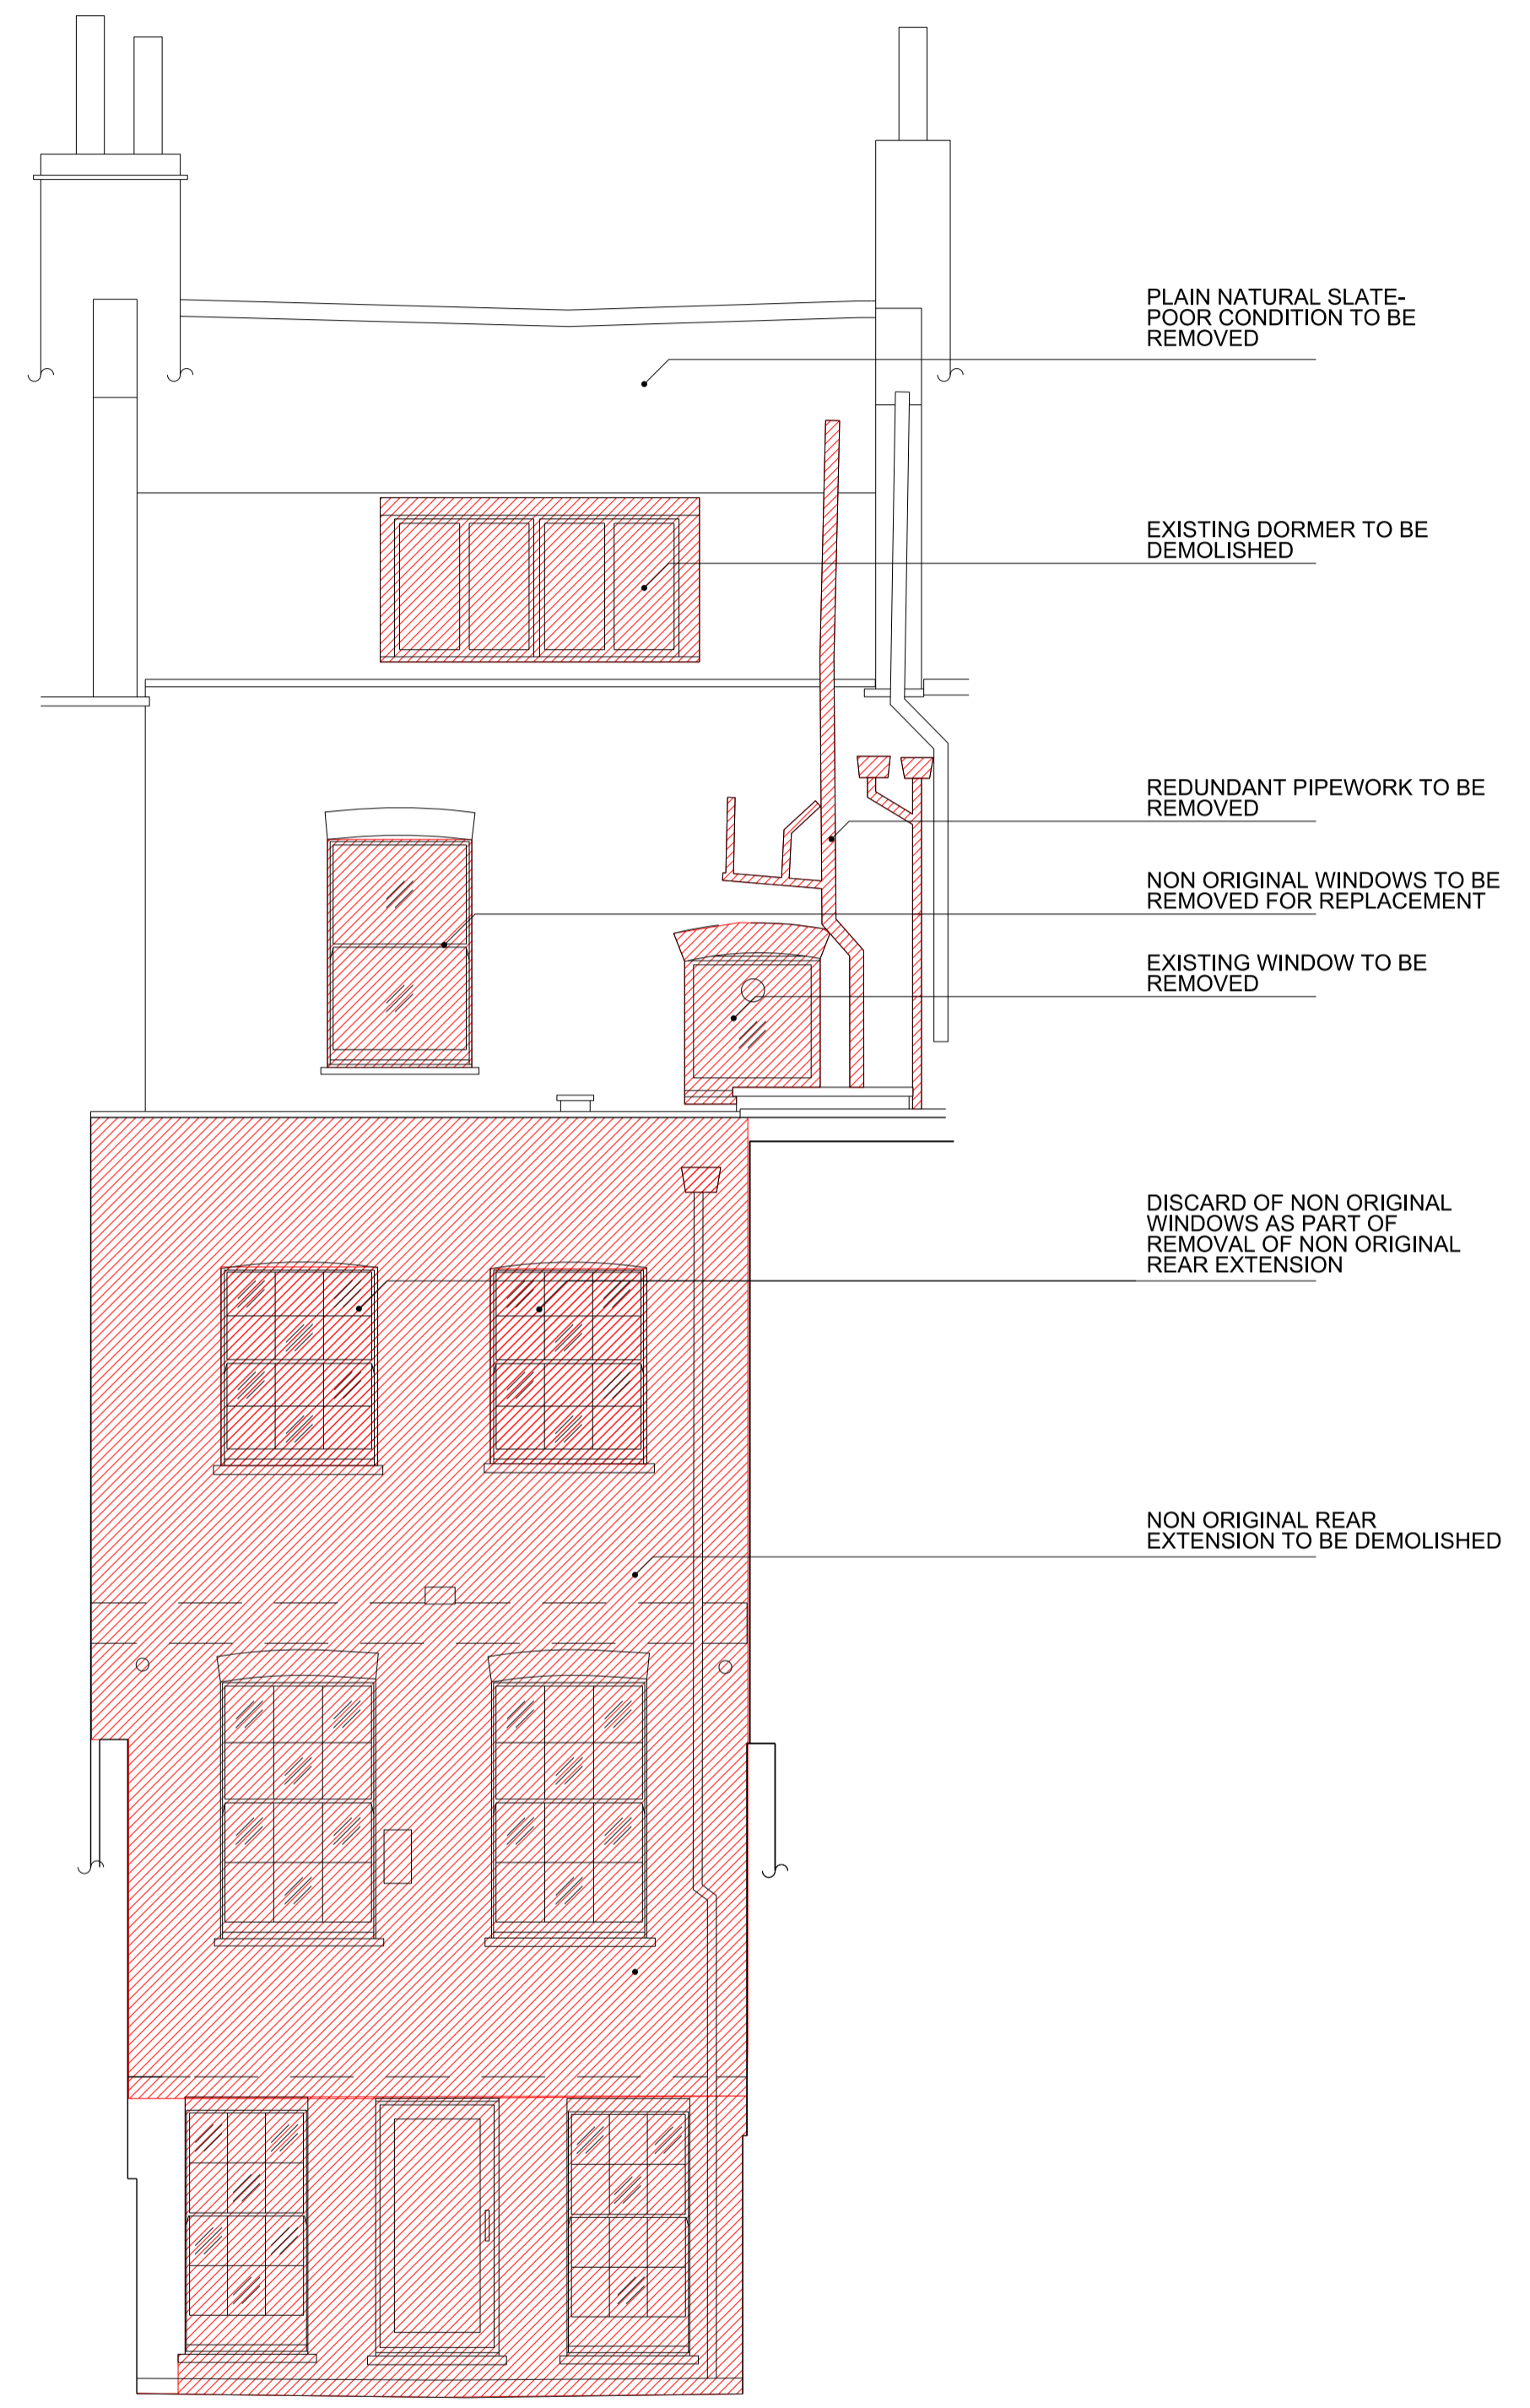 PLAIN NATURAL SLATE-
POOR CONDITION TO BE
REMOVED
EXISTING DORMER TO BE
DEMOLISHED
REDUNDANT PIPEWORK TO BE
REMOVED
NON ORIGINAL WINDOWS TO BE
REMOVED FOR REPLACEMENT
EXISTING WINDOW TO BE
REMOVED
DISCARD OF NON ORIGINAL
WINDOWS AS PART OF
REMOVAL OF NON ORIGINAL
REAR EXTENSION
NON ORIGINAL REAR
EXTENSION TO BE DEMOLISHED